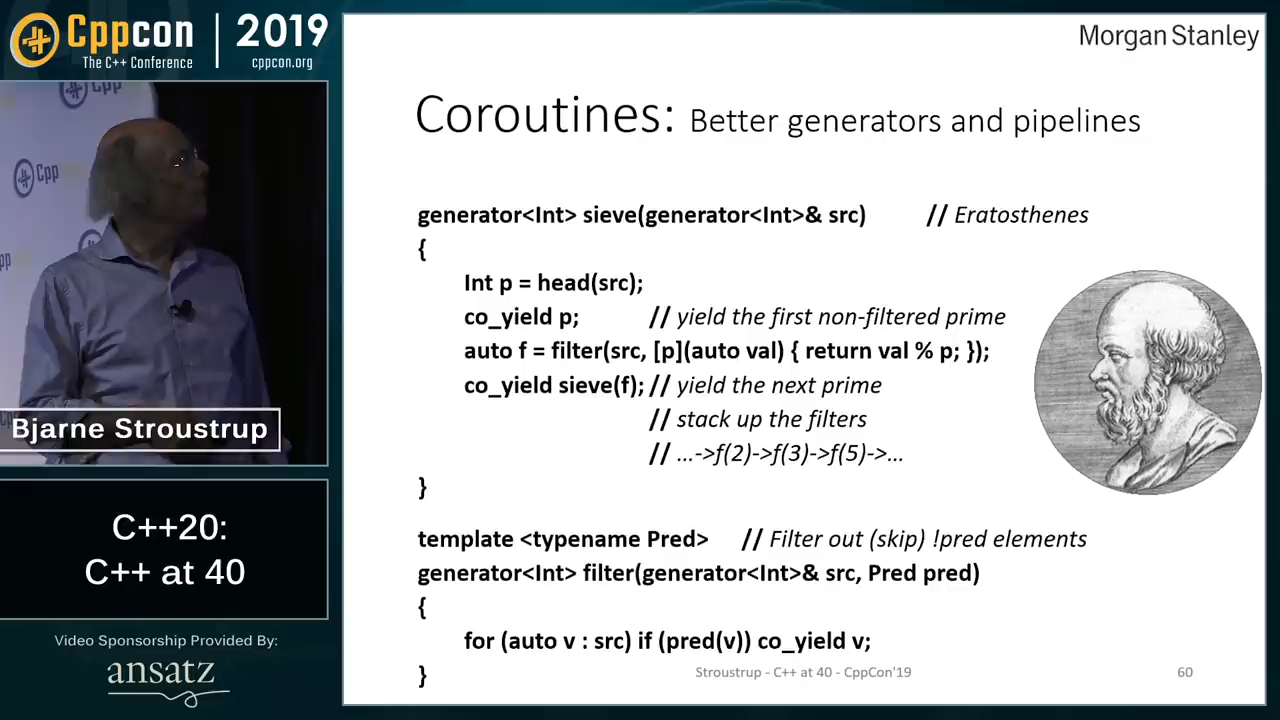 Cppcon
The C++ Conference
2019
cppcon.org
Morgan Stanley
Cpp
Cpp
pp
Coroutines: Better generators and pipelines
generator<Int> sieve(generator<Int>& src) // Eratosthenes
{
Int p = head(src);
co_yield p; // yield the first non-filtered prime
auto f = filter(src, [p](auto val) { return val % p; });
co_yield sieve(f); // yield the next prime
// stack up the filters
// ...->f(2)->f(3)->f(5)->...
}
template <typename Pred> // Filter out (skip) !pred elements
generator<Int> filter(generator<Int>& src, Pred pred)
{
for (auto v : src) if (pred(v)) co_yield v;
}
Stroustrup - C++ at 40 - CppCon'19
60
Bjarne Stroustrup
C++20:
C++ at 40
Video Sponsorship Provided By:
ansatz